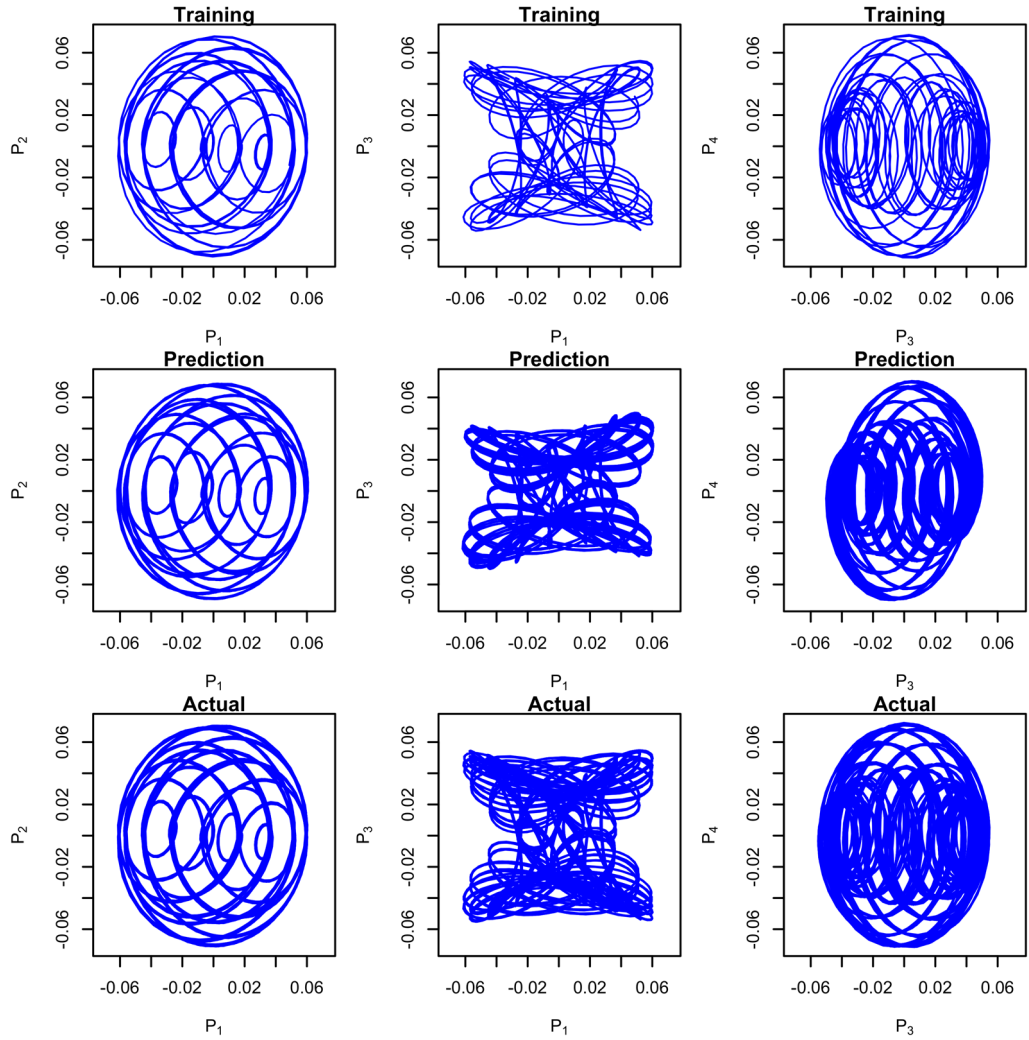 Training Training Training
P2 0.06 0.02 -0.02 -0.06 P3 0.06 0.02 -0.02 -0.06 P4 0.06 0.02 -0.02 -0.06
-0.06 -0.02 0.02 0.06 -0.06 -0.02 0.02 0.06 -0.06 -0.02 0.02 0.06
P1 P1 P3
Prediction Prediction Prediction
P2 0.06 0.02 -0.02 -0.06 P3 0.06 0.02 -0.02 -0.06 P4 0.06 0.02 -0.02 -0.06
-0.06 -0.02 0.02 0.06 -0.06 -0.02 0.02 0.06 -0.06 -0.02 0.02 0.06
P1 P1 P3
Actual Actual Actual
P2 0.06 0.02 -0.02 -0.06 P3 0.06 0.02 -0.02 -0.06 P4 0.06 0.02 -0.02 -0.06
-0.06 -0.02 0.02 0.06 -0.06 -0.02 0.02 0.06 -0.06 -0.02 0.02 0.06
P1 P1 P3